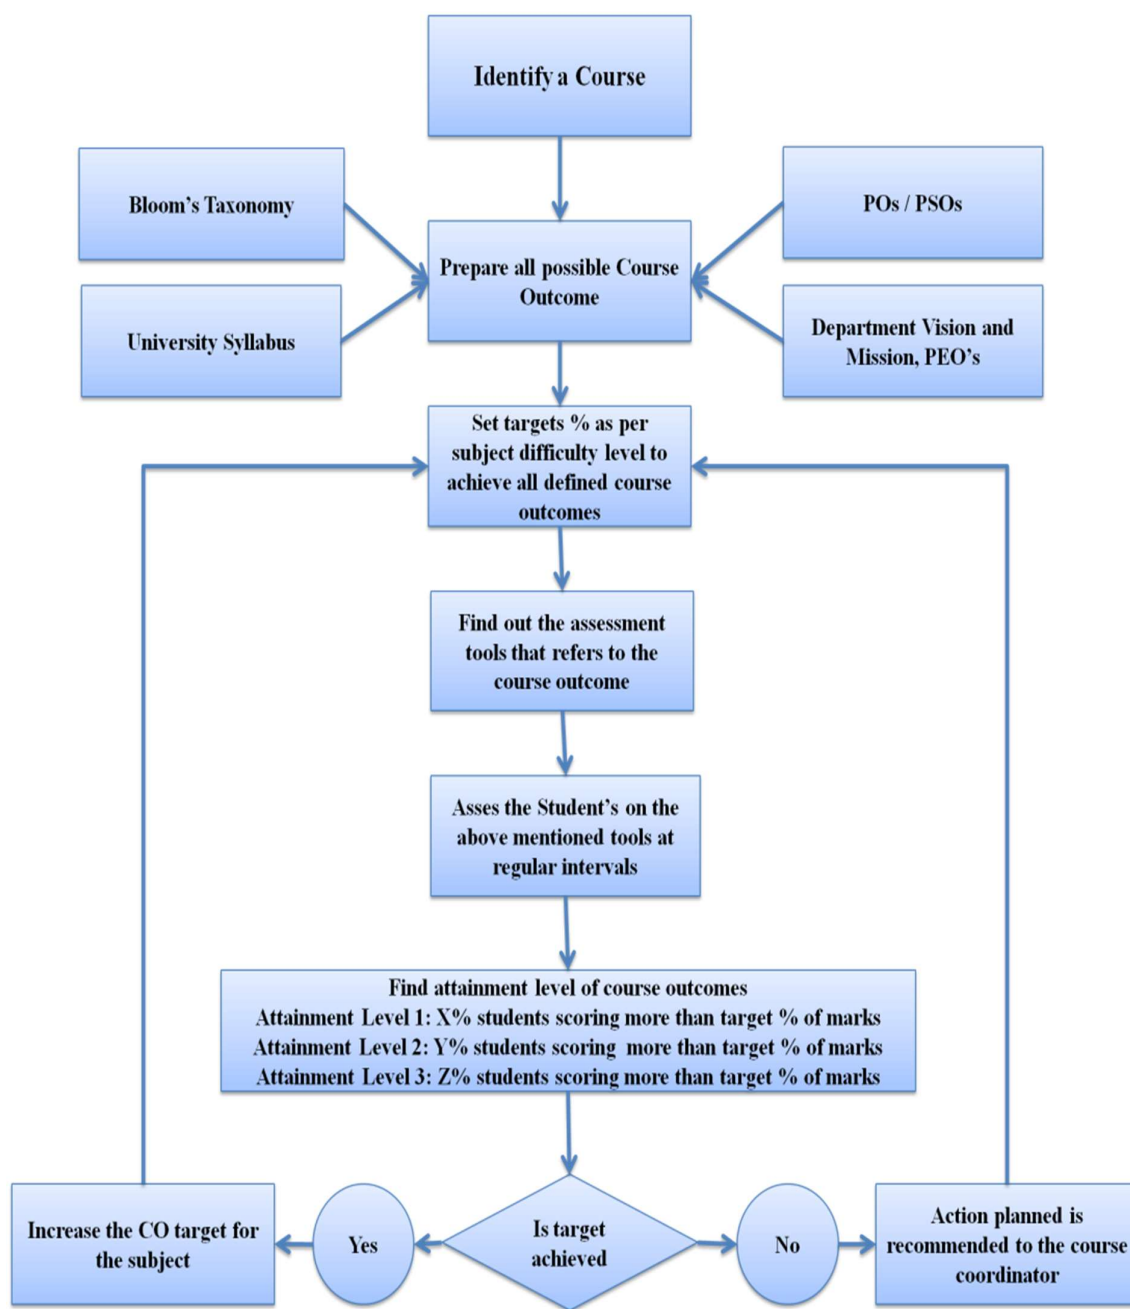 Identify a Course
Bloom's Taxonomy
POs / PSOs
Prepare all possible Course
Outcome
University Syllabus
Department Vision and
Mission, PEO's
Set targets % as per
subject difficulty level to
achieve all defined course
outcomes
Find out the assessment
tools that refers to the
course outcome
Asses the Student's on the
above mentioned tools at
regular intervals
Find attainment level of course outcomes
Attainment Level 1: X% students scoring more than target % of marks
Attainment Level 2: Y% students scoring more than target % of marks
Attainment Level 3: Z% students scoring more than target % of marks
Increase the CO target for
the subject
Yes
Is target
achieved
No
Action planned is
recommended to the course
coordinator